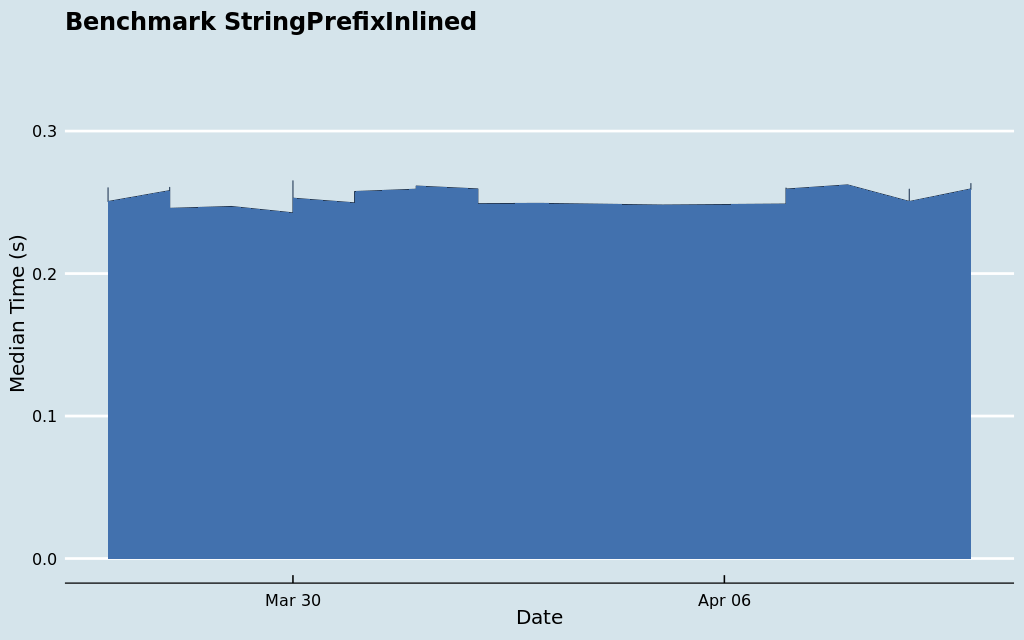 Benchmark StringPrefixInlined
0.3
0.2
0.1
0.0
Median Time (s)
Mar 30
Apr 06
Date